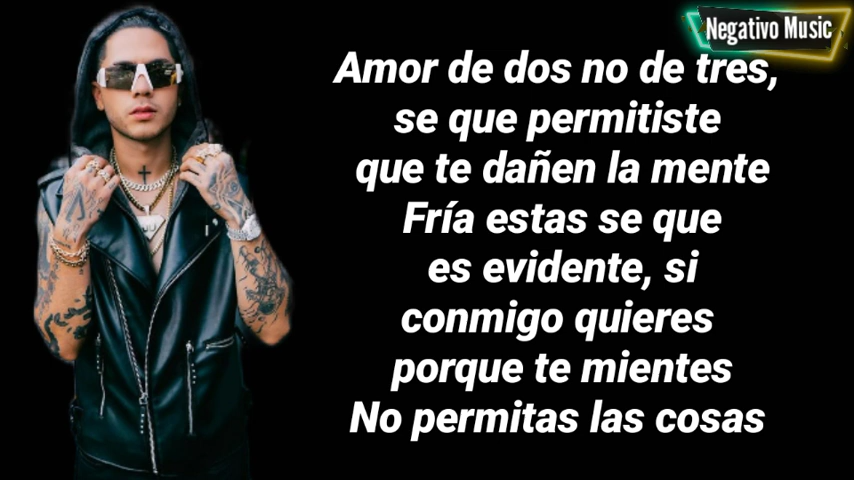 Negativo Music
Amor de dos no de tres,
se que permitiste
que te dañen la mente
Fría estas se que
es evidente, si
conmigo quieres
porque te mientes
No permitas las cosas